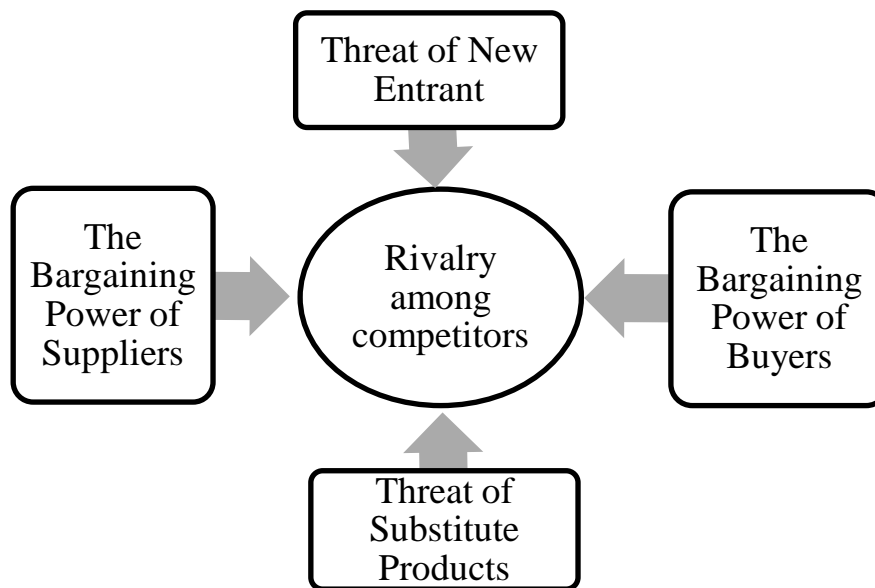 Threat of New
Entrant
The
Bargaining
Power of
Suppliers
Rivalry
among
competitors
The
Bargaining
Power of
Buyers
Threat of
Substitute
Products